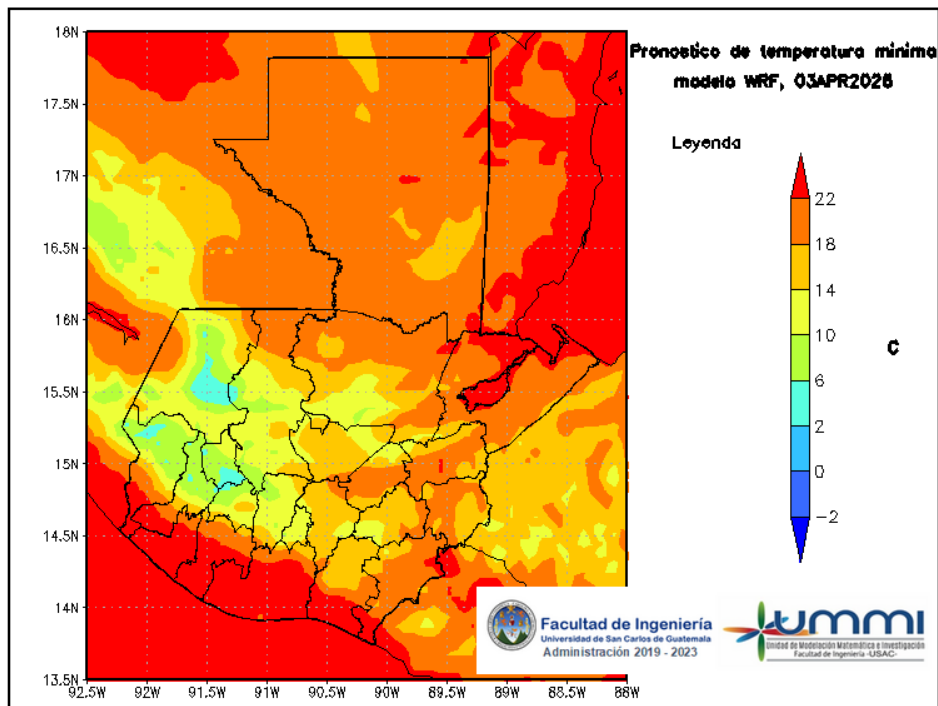 Pronostico de temperatura minima
modelo WRF, 03APR2026
Leyenda
22
18
14
10
6
2
0
−2
C
18N
17.5N
17N
16.5N
16N
15.5N
15N
14.5N
14N
13.5N
92.5W 92W 91.5W 91W 90.5W 90W 89.5W 89W 88.5W 88W
Facultad de Ingeniería
Universidad de San Carlos de Guatemala
Administración 2019 - 2023
ummi
Unidad de Modelación Matemática e Investigación
Facultad de Ingeniería -USAC-